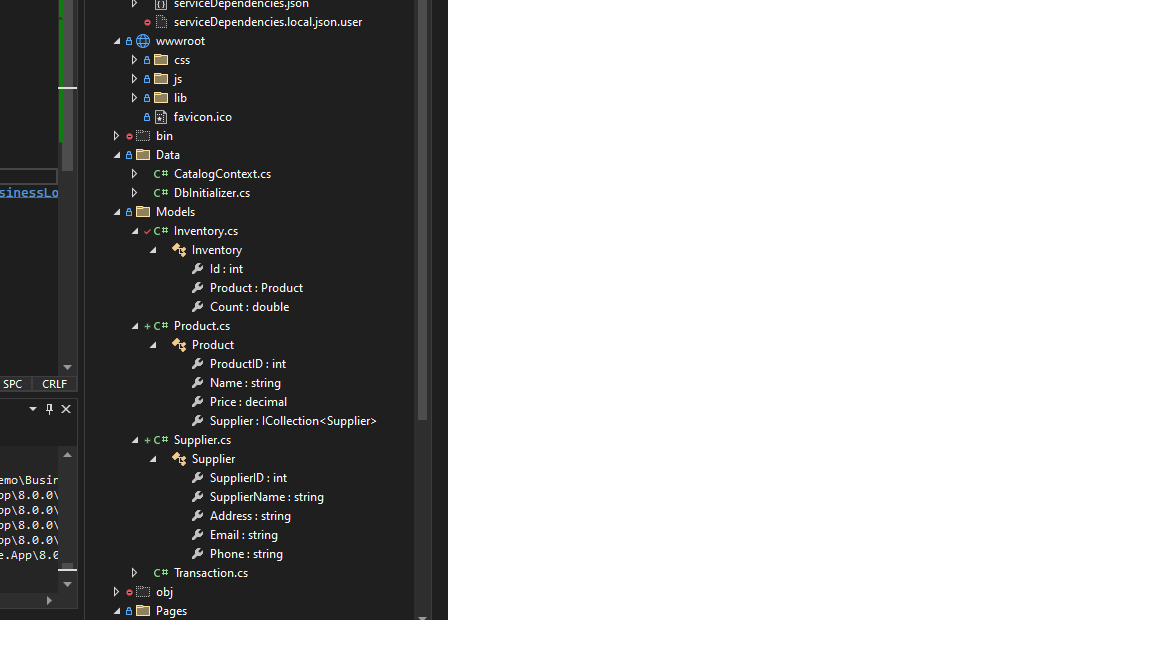 serviceDependencies.json
serviceDependencies.local.json.user
wwwroot
css
js
lib
favicon.ico
bin
Data
C# CatalogContext.cs
C# DbInitializer.cs
Models
C# Inventory.cs
Inventory
Id : int
Product : Product
Count : double
+ C# Product.cs
Product
ProductID : int
Name : string
Price : decimal
Supplier : ICollection<Supplier>
+ C# Supplier.cs
Supplier
SupplierID : int
SupplierName : string
Address : string
Email : string
Phone : string
C# Transaction.cs
obj
Pages
sinessLo
SPC CRLF
emo\Busin
pp\8.0.0\
pp\8.0.0\
pp\8.0.0\
pp\8.0.0\
e.App\8.0